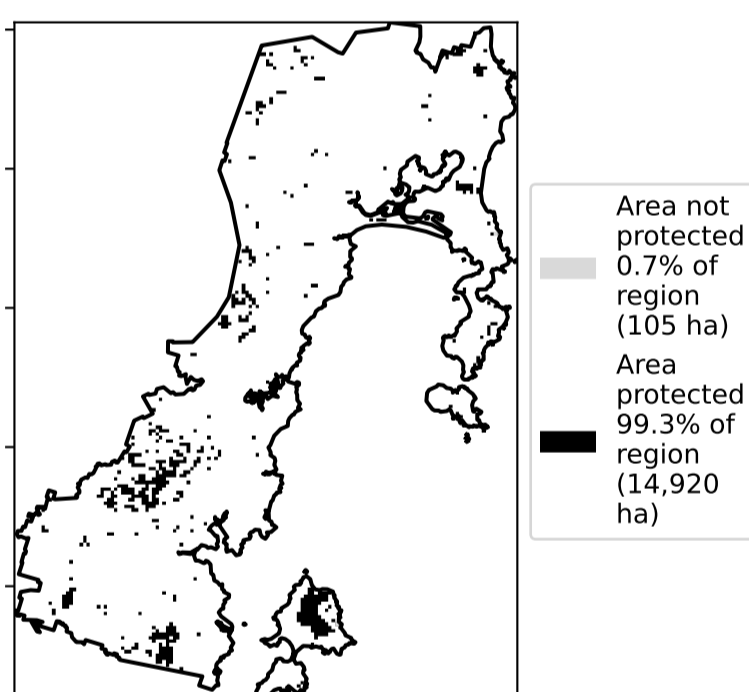 Area not
protected
0.7% of
region
(105 ha)
Area
protected
99.3% of
region
(14,920
ha)